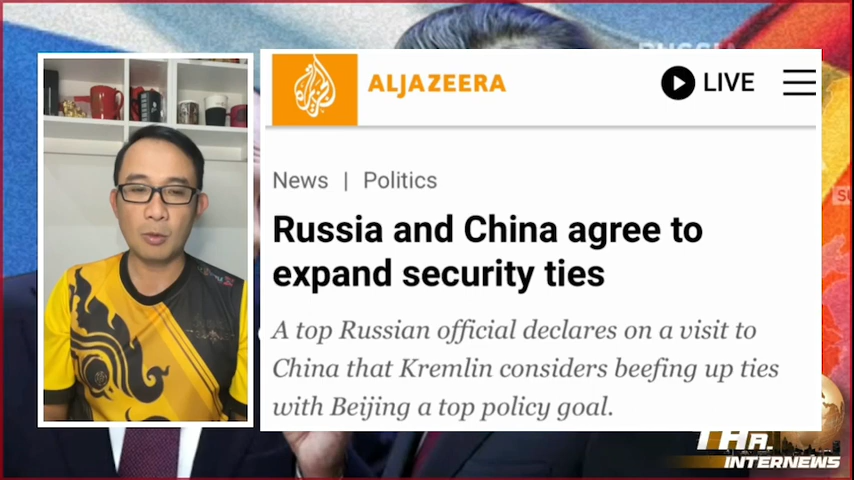 ALJAZEERA
LIVE
News | Politics
Russia and China agree to
expand security ties
A top Russian official declares on a visit to
China that Kremlin considers beefing up ties
with Beijing a top policy goal.
INTERNEWS